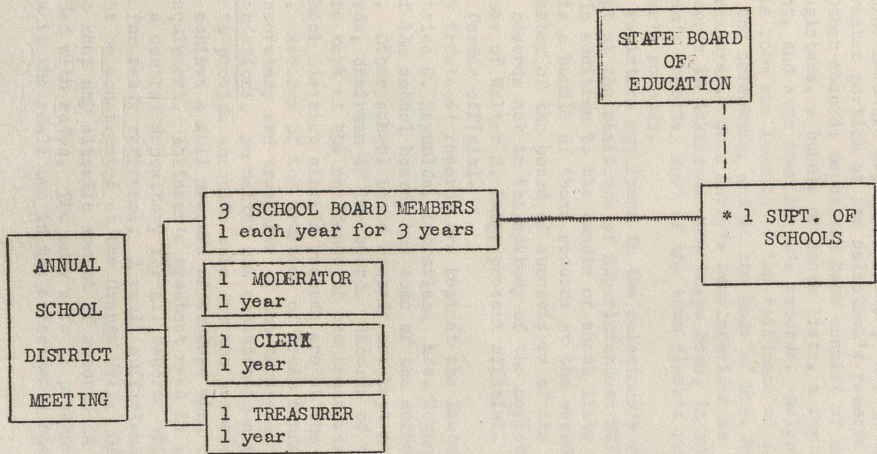 STATE BOARD
OF
EDUCATION
3 SCHOOL BOARD MEMBERS
1 each year for 3 years
* 1 SUPT. OF
SCHOOLS
ANNUAL
SCHOOL
DISTRICT
MEETING
1 MODERATOR
1 year
1 CLERK
1 year
1 TREASURER
1 year